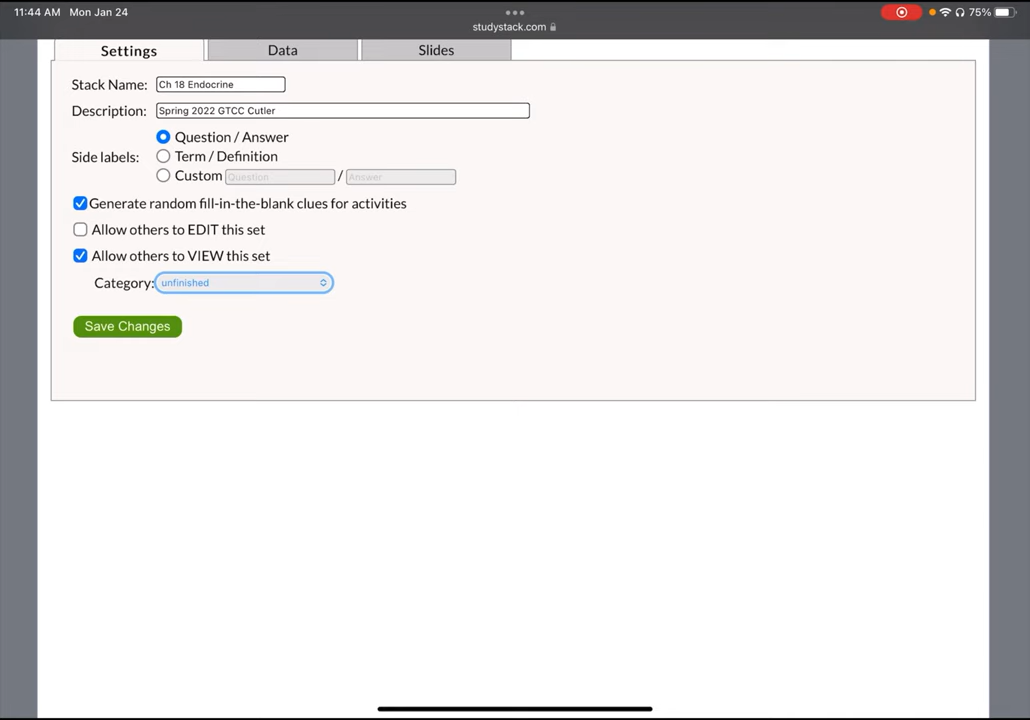 11:44 AM Mon Jan 24
75%
studystack.com
Settings Data Slides
Stack Name: Ch 18 Endocrine
Description: Spring 2022 GTCC Cutler
Question / Answer
Side labels: Term / Definition
Custom Question / Answer
Generate random fill-in-the-blank clues for activities
Allow others to EDIT this set
Allow others to VIEW this set
Category: unfinished
Save Changes